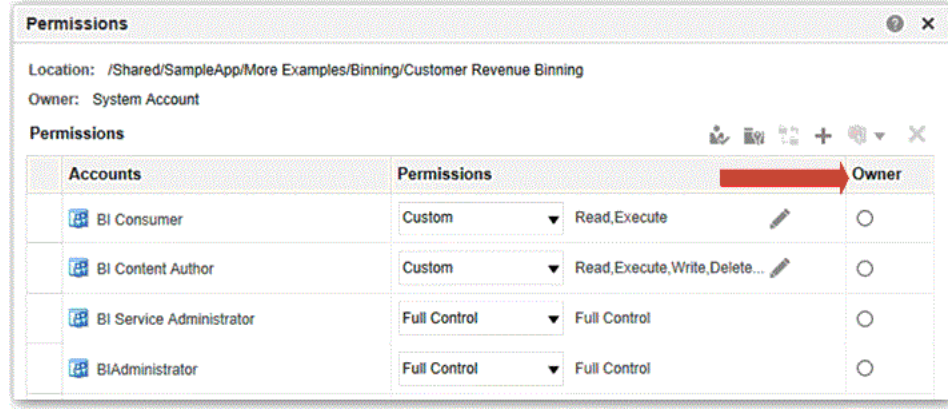 Permissions
Location: /Shared/SampleApp/More Examples/Binning/Customer Revenue Binning
Owner: System Account
Permissions
Accounts Permissions Owner
BI Consumer Custom Read,Execute
BI Content Author Custom Read,Execute,Write,Delete...
BI Service Administrator Full Control Full Control
BIAdministrator Full Control Full Control